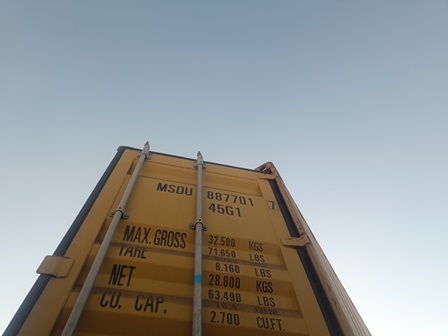 MSDU 887701 7
45G1
MAX.GROSS 32.500 KGS
71.650 LBS
TARE
8.160 LBS
NET 28.800 KGS
63.490 LBS
CU. CAP.
2.700 CU.FT.